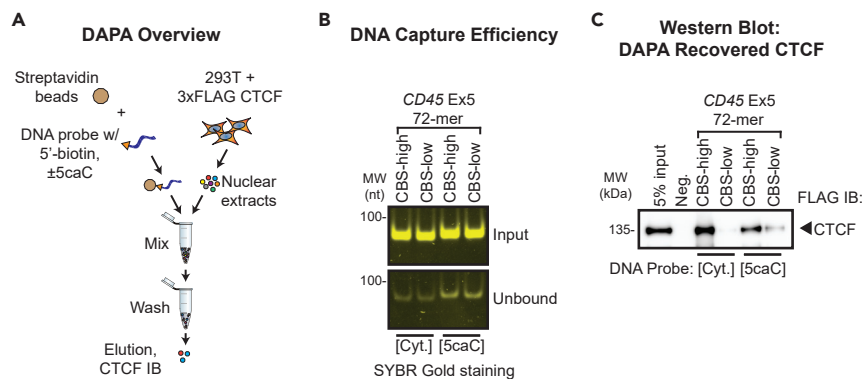 A
DAPA Overview
Streptavidin
beads
+
DNA probe w/
5'-biotin,
±5caC
293T +
3xFLAG CTCF
Nuclear
extracts
Mix
Wash
Elution,
CTCF IB
B
DNA Capture Efficiency
CD45 Ex5
72-mer
CBS-high
CBS-low
CBS-high
CBS-low
MW
(nt)
100-
Input
100-
Unbound
[Cyt.] [5caC]
SYBR Gold staining
C
Western Blot:
DAPA Recovered CTCF
CD45 Ex5
72-mer
5% input
Neg.
CBS-high
CBS-low
CBS-high
CBS-low
MW
(kDa)
FLAG IB:
135-
CTCF
DNA Probe: [Cyt.] [5caC]